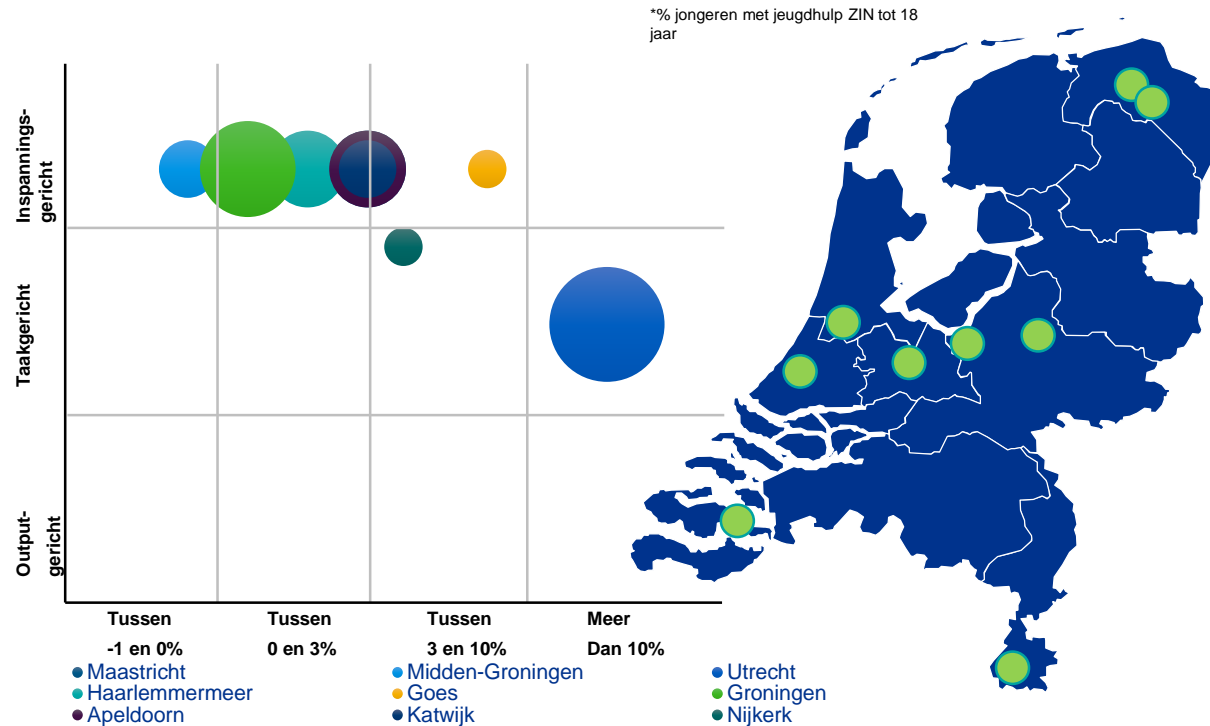 *% jongeren met jeugdhulp ZIN tot 18
jaar
Inspannings-
gericht
Taakgericht
Output-
gericht
Tussen
-1 en 0%
Tussen
0 en 3%
Tussen
3 en 10%
Meer
Dan 10%
Maastricht
Midden-Groningen
Utrecht
Haarlemmermeer
Goes
Groningen
Apeldoorn
Katwijk
Nijkerk